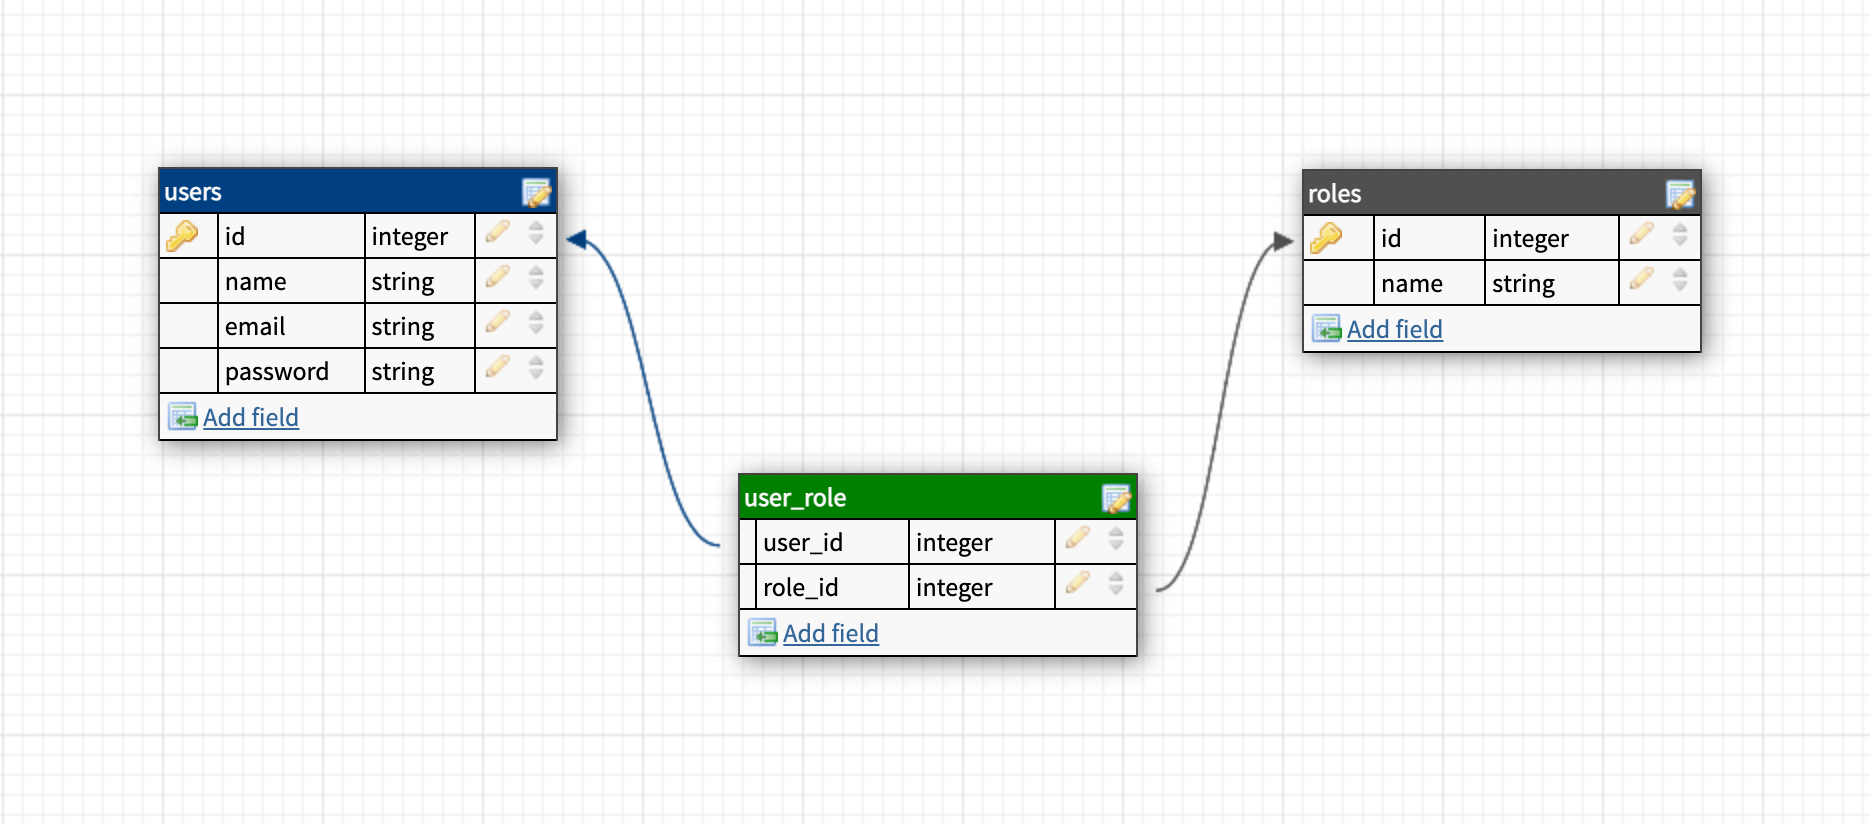 users
id integer
name string
email string
password string
Add field
roles
id integer
name string
Add field
user_role
user_id integer
role_id integer
Add field